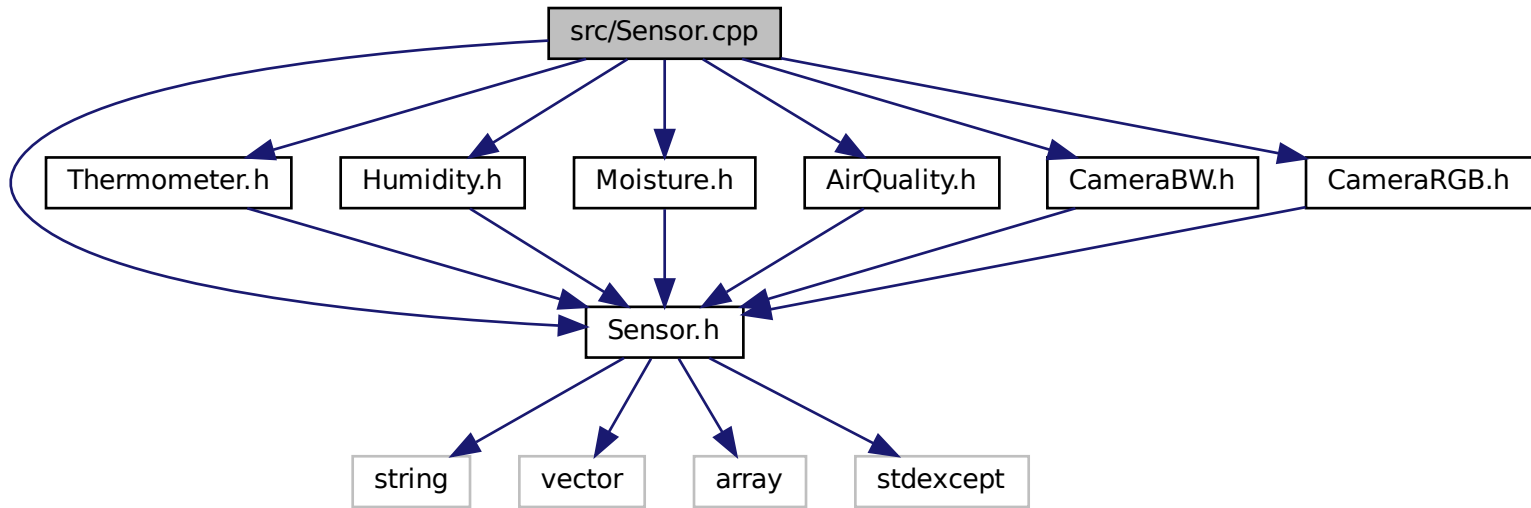 src/Sensor.cpp
Thermometer.h
Humidity.h
Moisture.h
AirQuality.h
CameraBW.h
CameraRGB.h
Sensor.h
string
vector
array
stdexcept